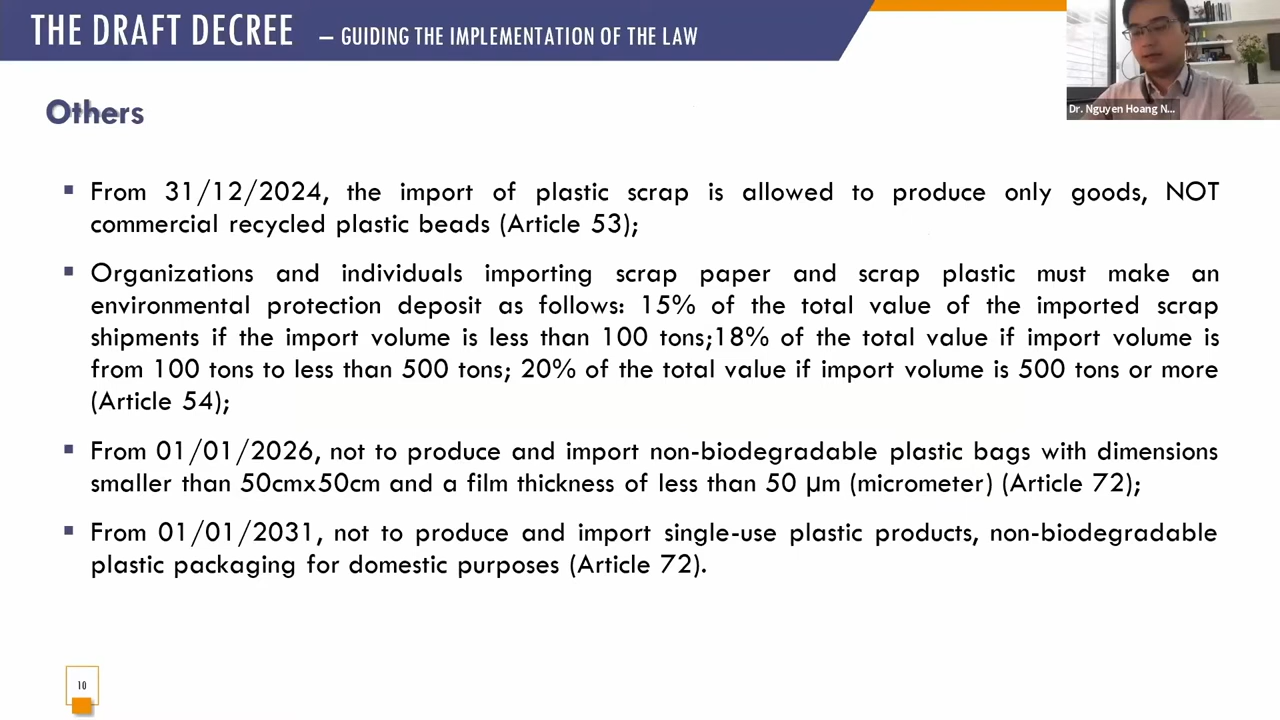 THE DRAFT DECREE – GUIDING THE IMPLEMENTATION OF THE LAW
Dr. Nguyen Hoang N...
Others
▪ From 31/12/2024, the import of plastic scrap is allowed to produce only goods, NOT
commercial recycled plastic beads (Article 53);
▪ Organizations and individuals importing scrap paper and scrap plastic must make an
environmental protection deposit as follows: 15% of the total value of the imported scrap
shipments if the import volume is less than 100 tons;18% of the total value if import volume is
from 100 tons to less than 500 tons; 20% of the total value if import volume is 500 tons or more
(Article 54);
▪ From 01/01/2026, not to produce and import non-biodegradable plastic bags with dimensions
smaller than 50cmx50cm and a film thickness of less than 50 µm (micrometer) (Article 72);
▪ From 01/01/2031, not to produce and import single-use plastic products, non-biodegradable
plastic packaging for domestic purposes (Article 72).
10